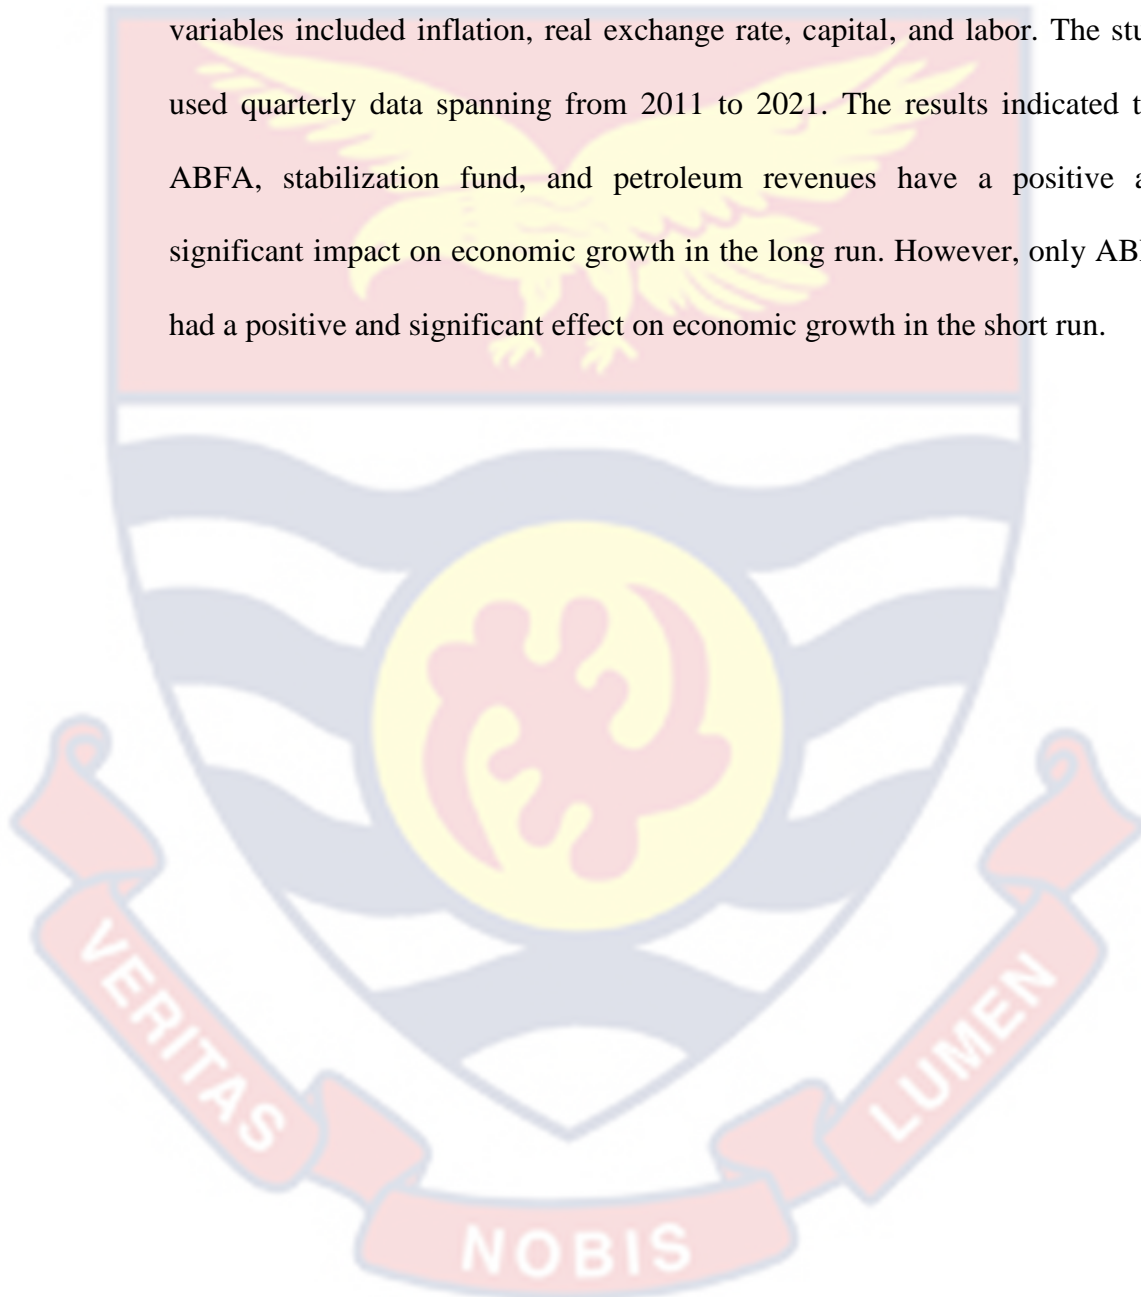 variables included inflation, real exchange rate, capital, and labor. The stu
used quarterly data spanning from 2011 to 2021. The results indicated t
ABFA, stabilization fund, and petroleum revenues have a positive a
significant impact on economic growth in the long run. However, only AB
had a positive and significant effect on economic growth in the short run.
VERITAS
NOBIS
LUMEN